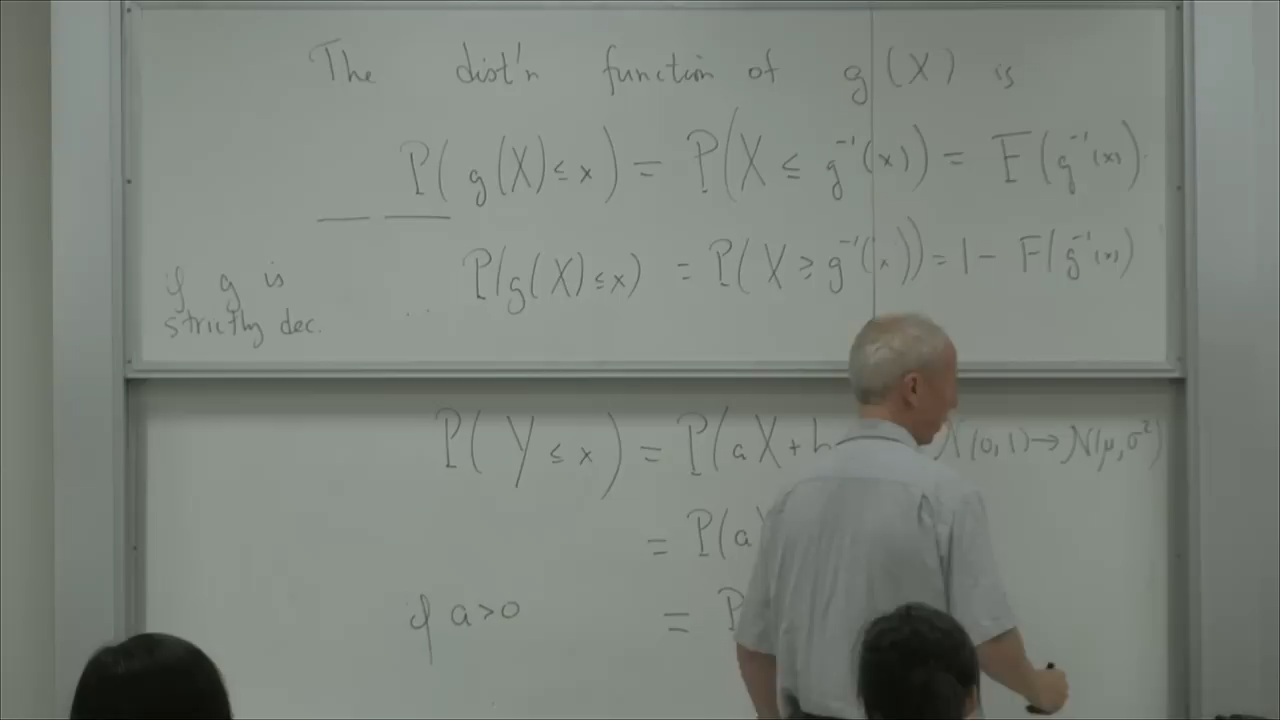 The dist'n function of g(X) is
P(g(X) ≤ x) = P(X ≤ g⁻¹(x)) = F(g⁻¹(x))
P(g(X) ≤ x) = P(X ≥ g⁻¹(x)) = 1 - F(g⁻¹(x))
if g is
strictly dec.
P(Y ≤ x) = P(aX + b
N(0,1) → N(μ, σ²)
= P(a
if a > 0 = P